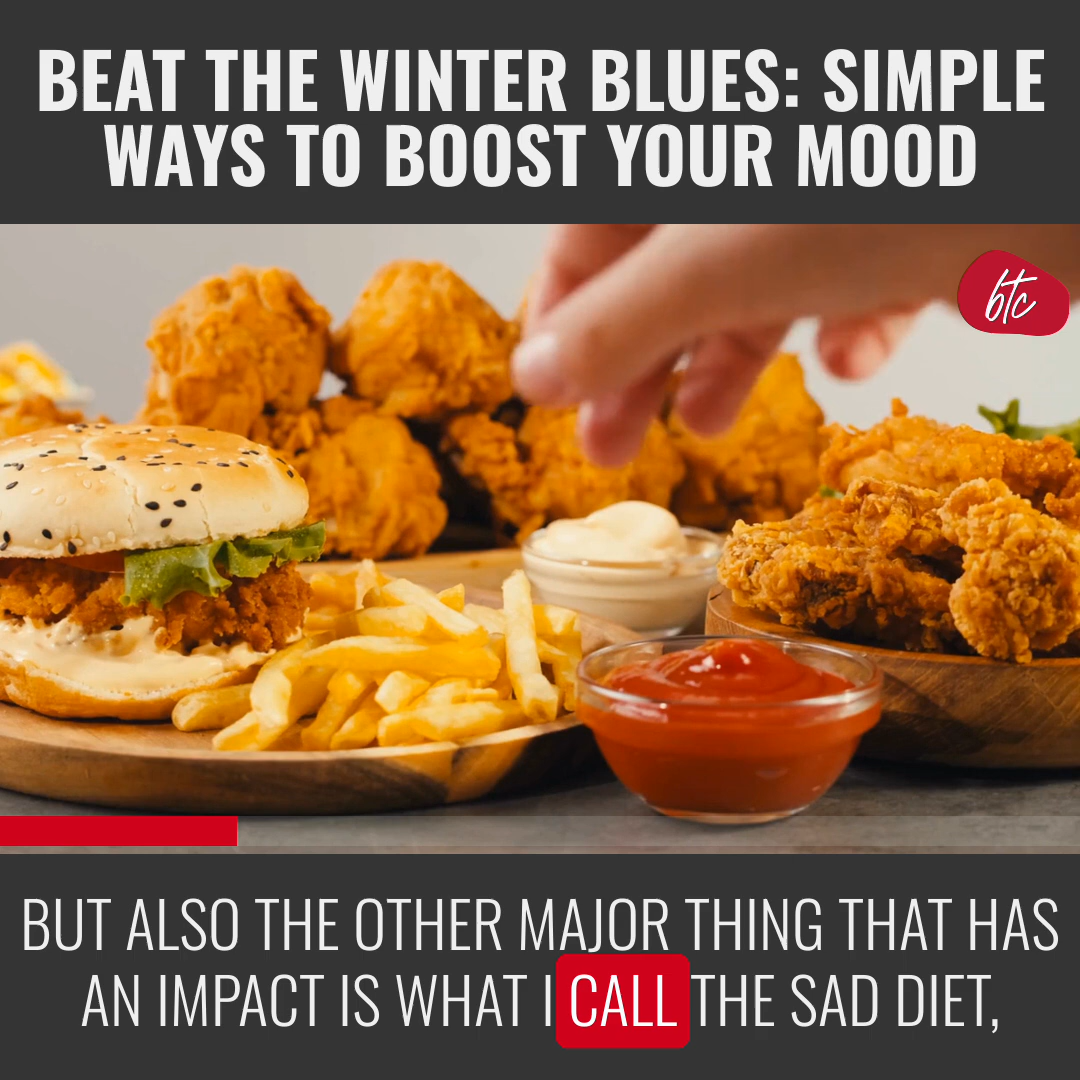 BEAT THE WINTER BLUES: SIMPLE
WAYS TO BOOST YOUR MOOD
btc
BUT ALSO THE OTHER MAJOR THING THAT HAS
AN IMPACT IS WHAT I CALL THE SAD DIET,